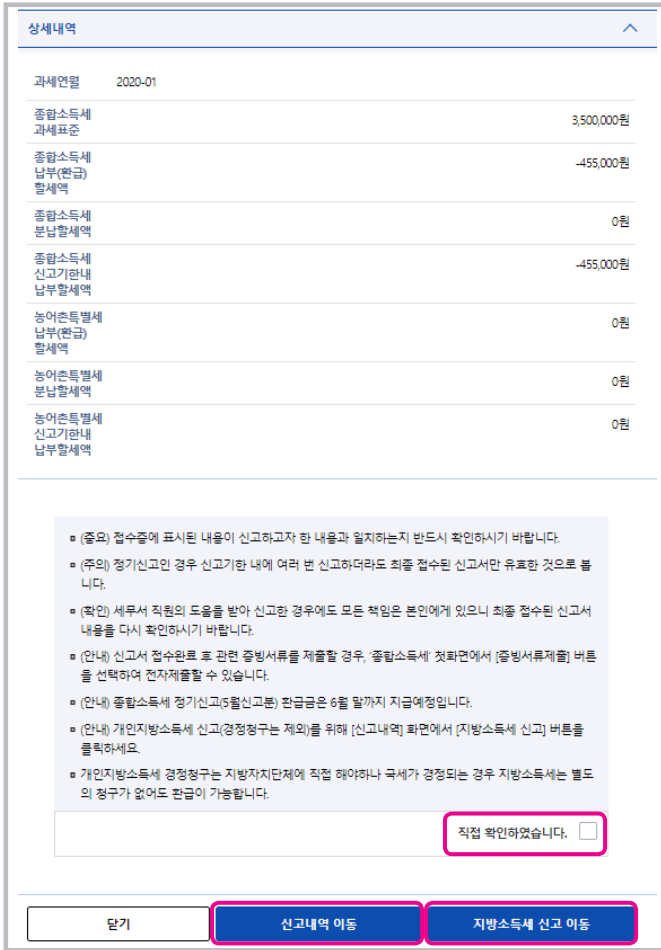 상세내역
과세연월 2020-01
종합소득세
과세표준
3,500,000원
종합소득세
납부(환급)
할세액
-455,000원
종합소득세
분납할세액
0원
종합소득세
신고기한내
납부할세액
-455,000원
농어촌특별세
납부(환급)
할세액
0원
농어촌특별세
분납할세액
0원
농어촌특별세
신고기한내
납부할세액
0원
(중요) 접수증에 표시된 내용이 신고하고자 한 내용과 일치하는지 반드시 확인하시기 바랍니다.
(주의) 정기신고인 경우 신고기한 내에 여러 번 신고하더라도 최종 접수된 신고서만 유효한 것으로 봅
니다.
(확인) 세무서 직원의 도움을 받아 신고한 경우에도 모든 책임은 본인에게 있으니 최종 접수된 신고서
내용을 다시 확인하시기 바랍니다.
(안내) 신고서 접수완료 후 관련 증빙서류를 제출할 경우, '종합소득세' 첫화면에서 [증빙서류제출] 버튼
을 선택하여 전자제출할 수 있습니다.
(안내) 종합소득세 정기신고(5월신고분) 환급금은 6월 말까지 지급예정입니다.
(안내) 개인지방소득세 신고(경정청구는 제외)를 위해 [신고내역] 화면에서 [지방소득세 신고] 버튼을
클릭하세요.
개인지방소득세 경정청구는 지방자치단체에 직접 해야하나 국세가 경정되는 경우 지방소득세는 별도
의 청구가 없어도 환급이 가능합니다.
직접 확인하였습니다.
닫기 신고내역 이동 지방소득세 신고 이동